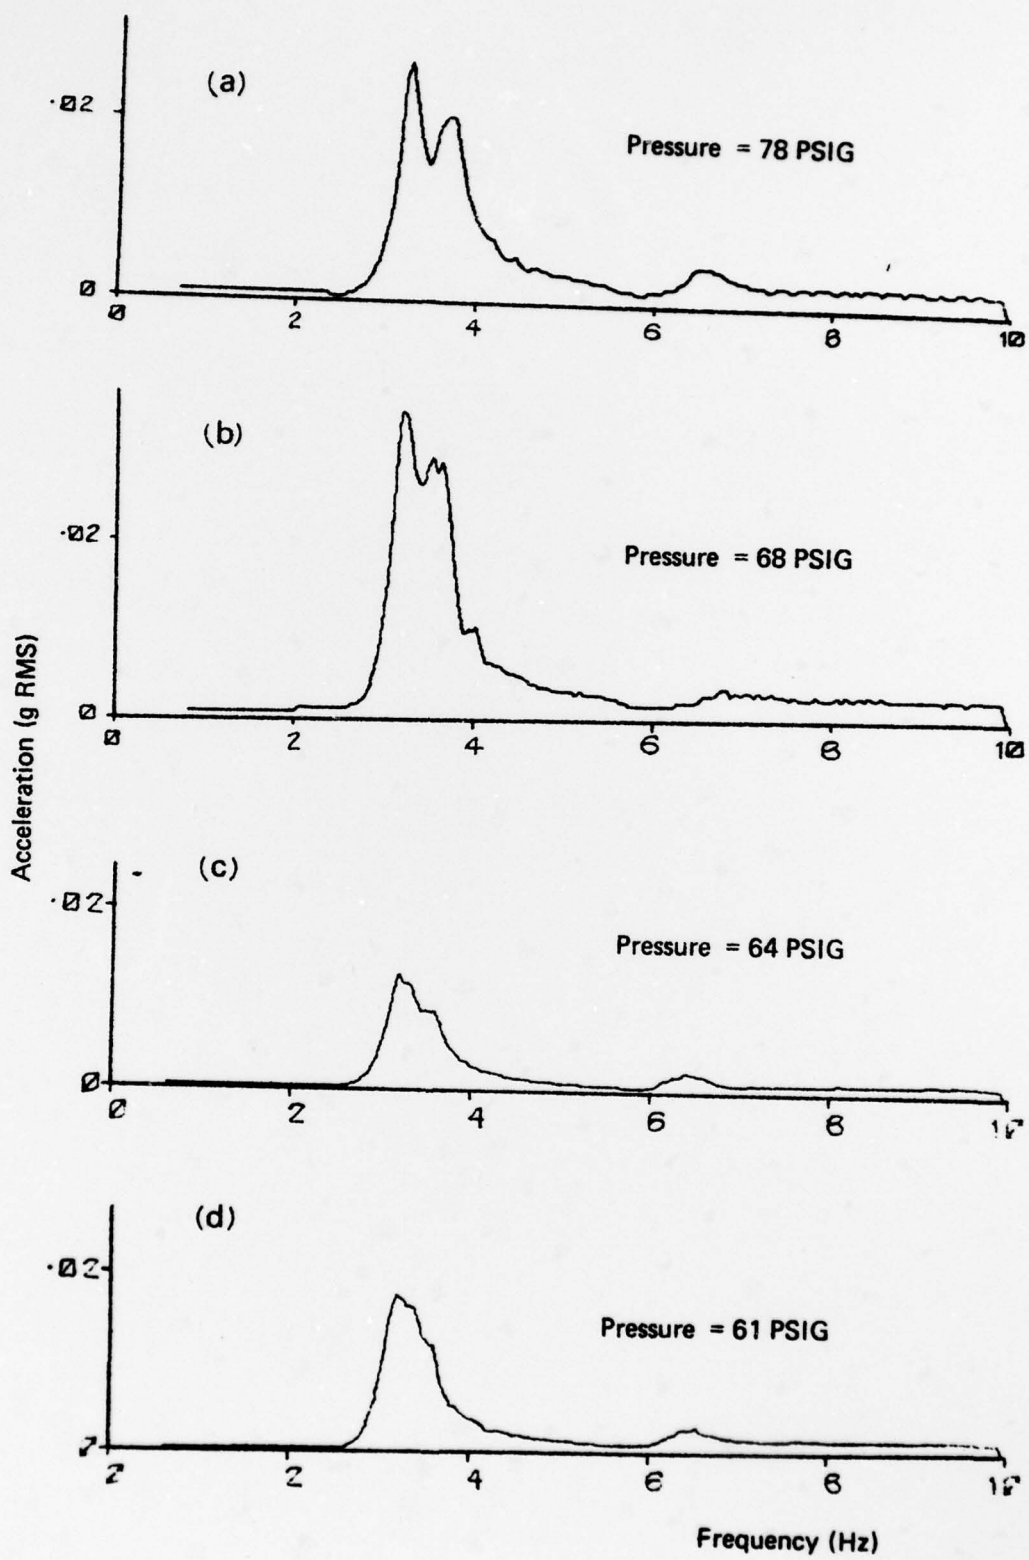 (a)
.02
Pressure = 78 PSIG
0
0 2 4 6 8 10
(b)
.02
Pressure = 68 PSIG
0
0 2 4 6 8 10
Acceleration (g RMS)
(c)
.02
Pressure = 64 PSIG
0
0 2 4 6 8
(d)
.02
Pressure = 61 PSIG
2 4 6 8
Frequency (Hz)